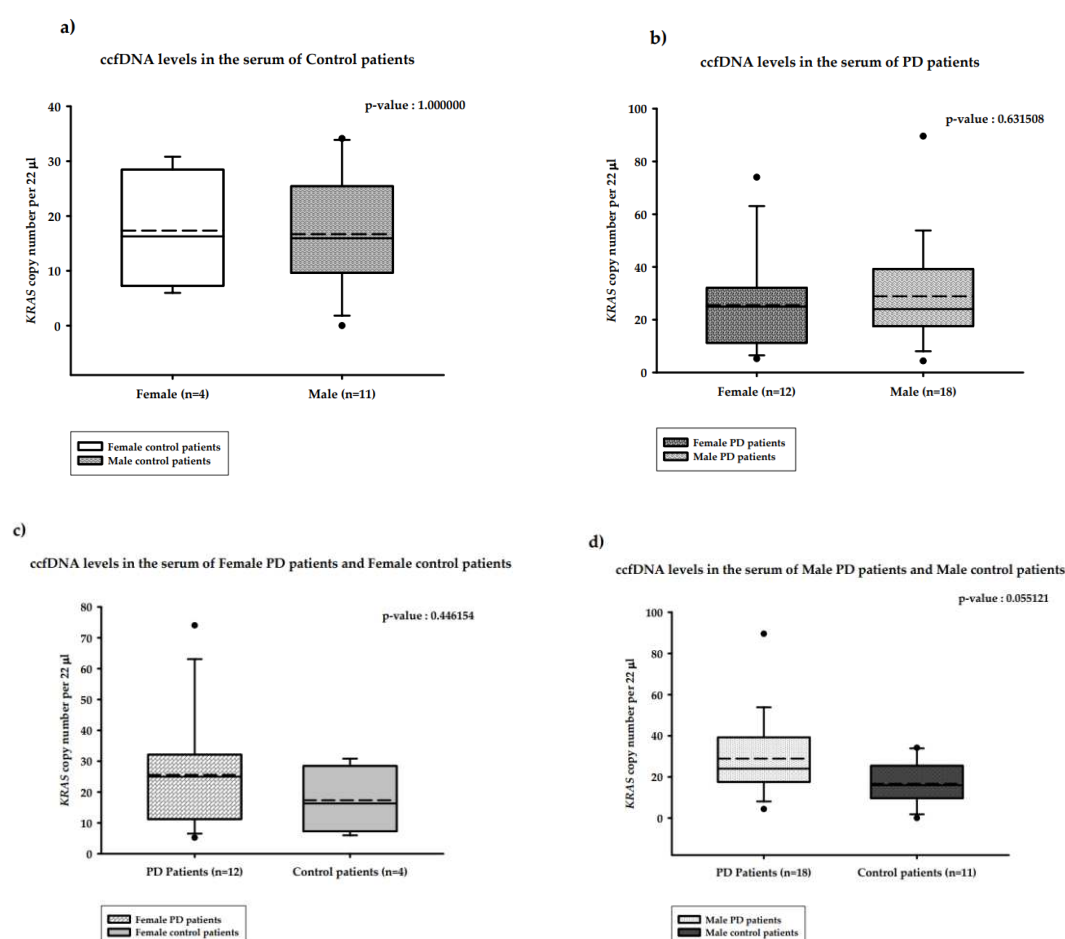 a)
ccfDNA levels in the serum of Control patients
p-value : 1.000000
KRAS copy number per 22 µl
40
30
20
10
0
Female (n=4)
Male (n=11)
Female control patients
Male control patients
b)
ccfDNA levels in the serum of PD patients
p-value : 0.631508
KRAS copy number per 22 µl
100
80
60
40
20
0
Female (n=12)
Male (n=18)
Female PD patients
Male PD patients
c)
ccfDNA levels in the serum of Female PD patients and Female control patients
p-value : 0.446154
KRAS copy number per 22 µl
80
70
60
50
40
30
20
10
0
PD Patients (n=12)
Control patients (n=4)
Female PD patients
Female control patients
d)
ccfDNA levels in the serum of Male PD patients and Male control patients
p-value : 0.055121
KRAS copy number per 22 µl
100
80
60
40
20
0
PD Patients (n=18)
Control patients (n=11)
Male PD patients
Male control patients